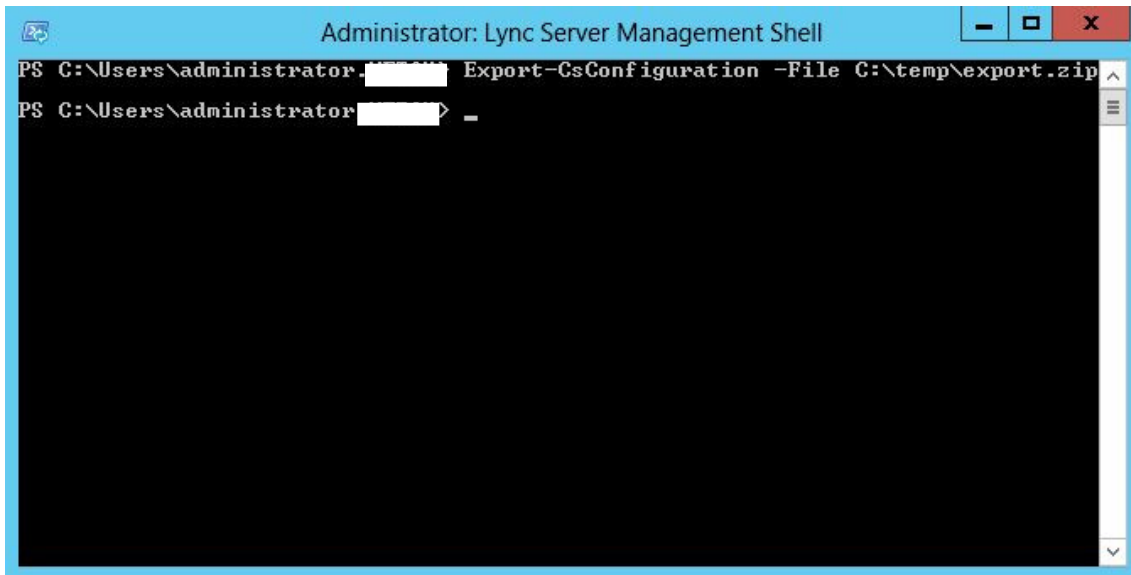 Administrator: Lync Server Management Shell
PS C:\Users\administrator. > Export-CsConfiguration -File C:\temp\export.zip
PS C:\Users\administrator > _